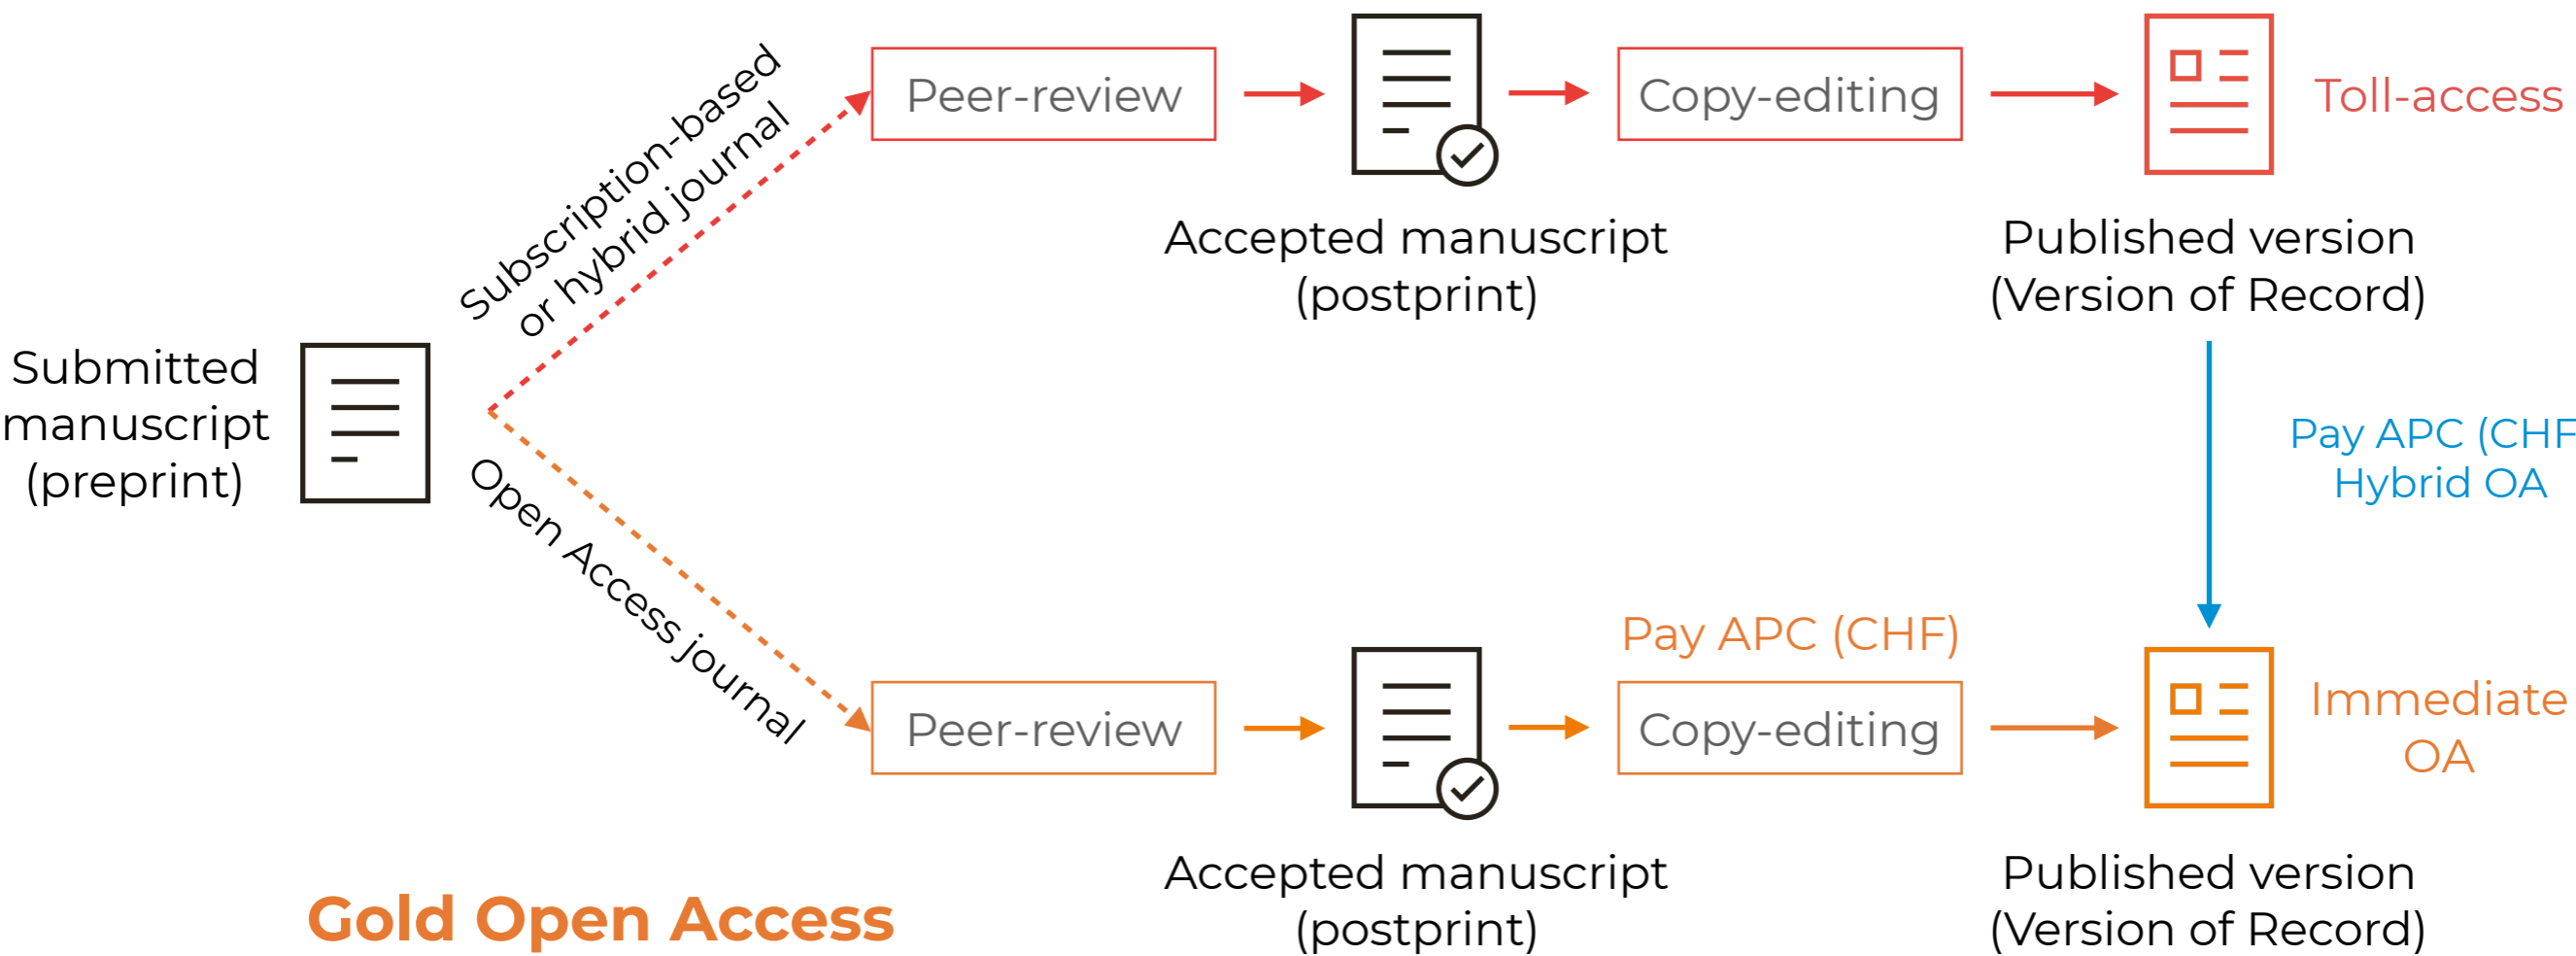 Submitted
manuscript
(preprint)
Subscription-based
or hybrid journal
Peer-review
Accepted manuscript
(postprint)
Copy-editing
Published version
(Version of Record)
Toll-access
Pay APC (CHF
Hybrid OA
Open Access journal
Peer-review
Accepted manuscript
(postprint)
Pay APC (CHF)
Copy-editing
Published version
(Version of Record)
Immediate
OA
Gold Open Access